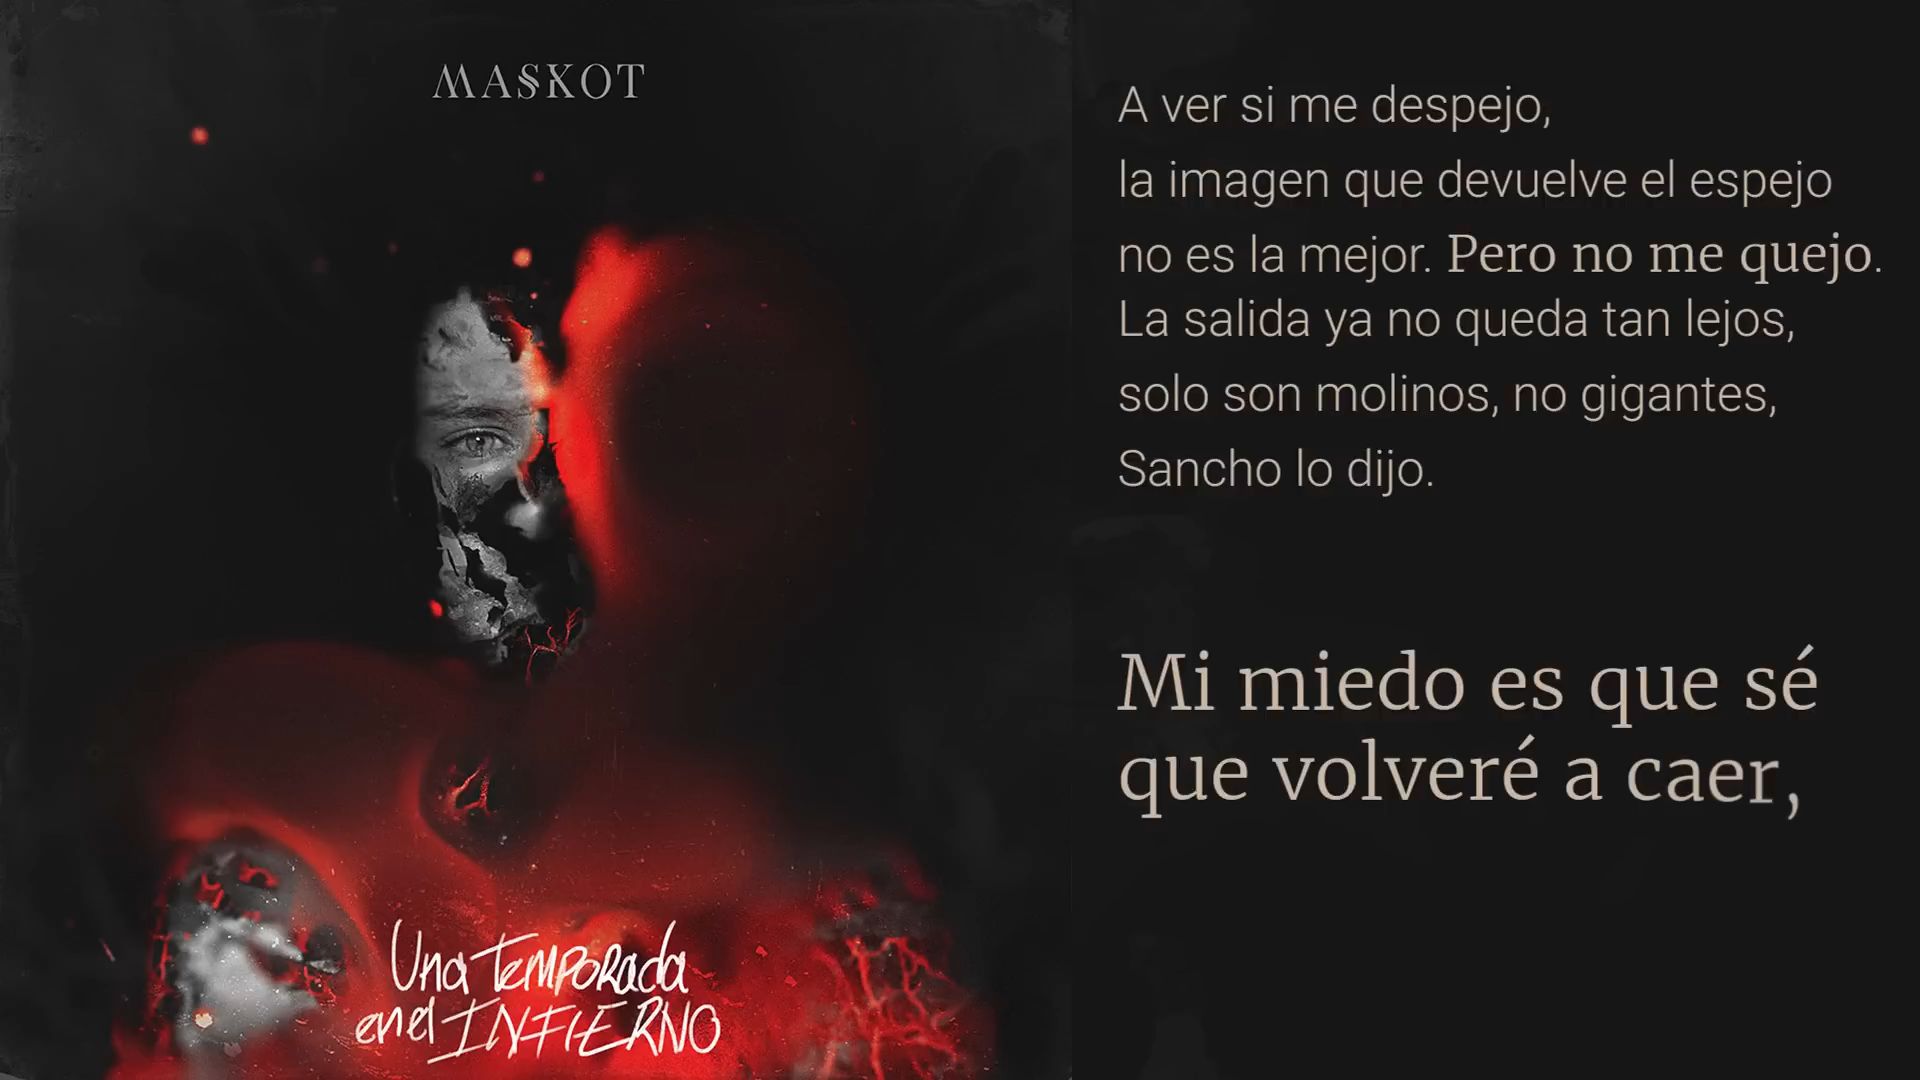 MASKOT
Una temporada
en el INFIERNO
A ver si me despejo,
la imagen que devuelve el espejo
no es la mejor. Pero no me quejo.
La salida ya no queda tan lejos,
solo son molinos, no gigantes,
Sancho lo dijo.
Mi miedo es que sé
que volveré a caer,